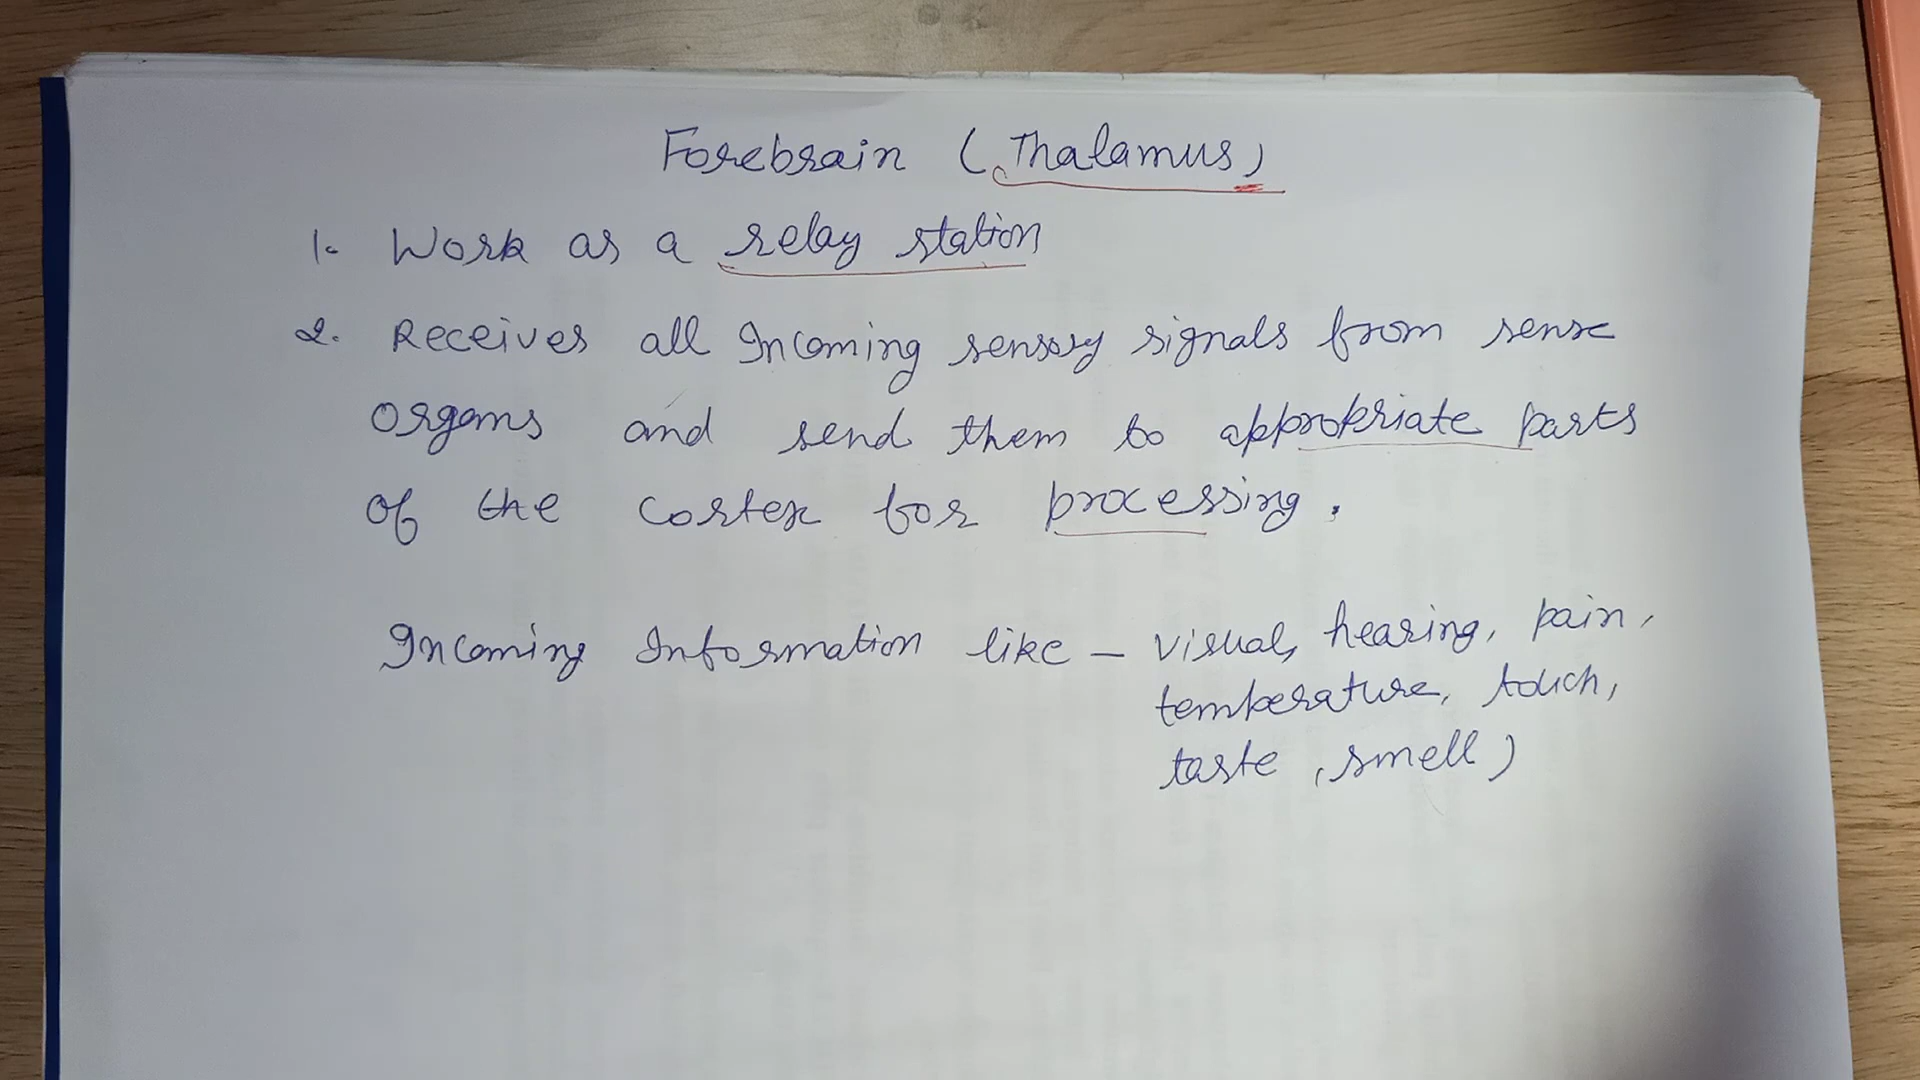 Forebrain (Thalamus)
1. Work as a relay station
2. Receives all Incoming sensory signals from sense
organs and send them to appropriate parts
of the cortex for processing.
Incoming Information like - visual, hearing, pain,
temperature, touch,
taste, smell)